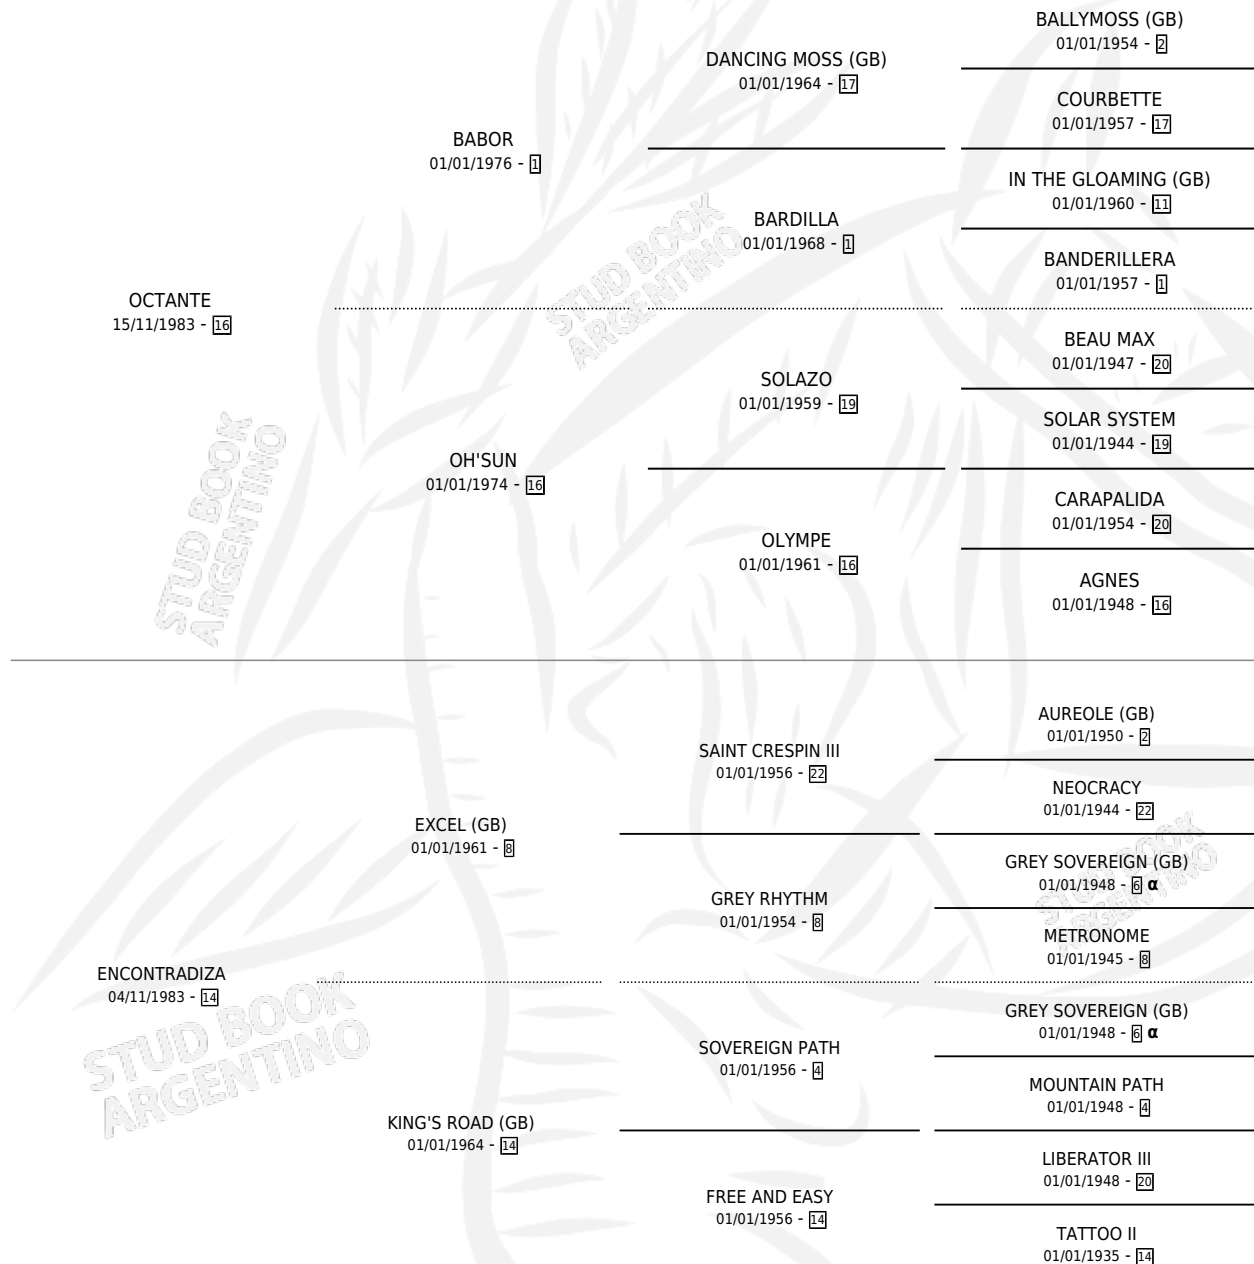 BALLYMOSS (GB)
01/01/1954 - 2
DANCING MOSS (GB)
01/01/1964 - 17
COURBETTE
01/01/1957 - 17
BABOR
01/01/1976 - 1
IN THE GLOAMING (GB)
01/01/1960 - 11
BARDILLA
01/01/1968 - 1
BANDERILLERA
01/01/1957 - 1
OCTANTE
15/11/1983 - 16
BEAU MAX
01/01/1947 - 20
SOLAZO
01/01/1959 - 19
SOLAR SYSTEM
01/01/1944 - 19
OH'SUN
01/01/1974 - 16
CARAPALIDA
01/01/1954 - 20
OLYMPE
01/01/1961 - 16
AGNES
01/01/1948 - 16
AUREOLE (GB)
01/01/1950 - 2
SAINT CRESPIN III
01/01/1956 - 22
NEOCRACY
01/01/1944 - 22
EXCEL (GB)
01/01/1961 - 8
GREY SOVEREIGN (GB)
01/01/1948 - 6 α
GREY RHYTHM
01/01/1954 - 8
METRONOME
01/01/1945 - 8
ENCONTRADIZA
04/11/1983 - 14
GREY SOVEREIGN (GB)
01/01/1948 - 6 α
SOVEREIGN PATH
01/01/1956 - 4
MOUNTAIN PATH
01/01/1948 - 4
KING'S ROAD (GB)
01/01/1964 - 14
LIBERATOR III
01/01/1948 - 20
FREE AND EASY
01/01/1956 - 14
TATTOO II
01/01/1935 - 14
STUD BOOK
ARGENTINO
STUD BOOK
ARGENTINO
STUD BOOK
ARGENTINO
STUD BOOK
ARGENTINO